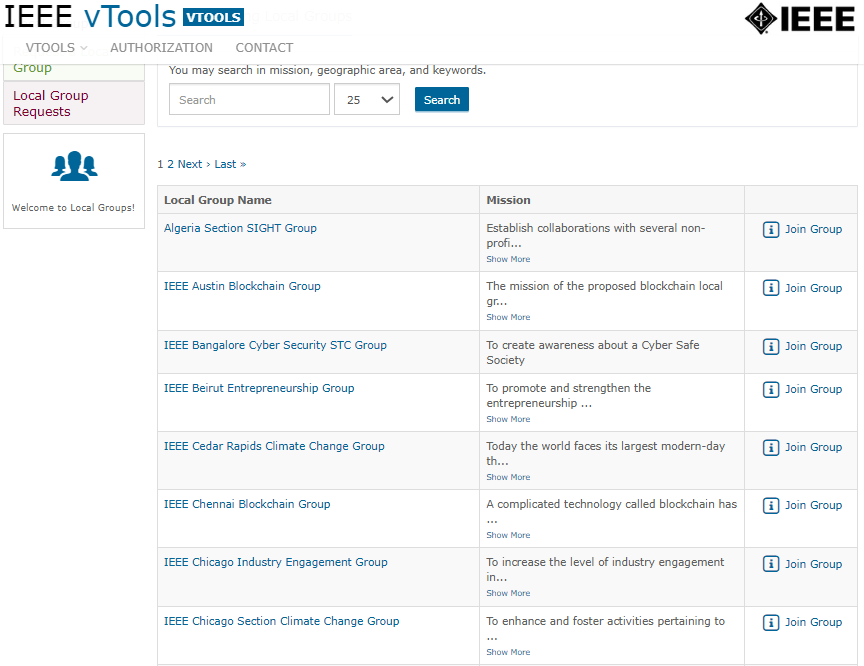 IEEE vTools VTOOLS
IEEE
VTOOLS AUTHORIZATION CONTACT
Group
Local Group
Requests
Welcome to Local Groups!
You may search in mission, geographic area, and keywords.
Search 25 Search
1 2 Next › Last »
Local Group Name Mission
Algeria Section SIGHT Group Establish collaborations with several non- Join Group
profi...
Show More
IEEE Austin Blockchain Group The mission of the proposed blockchain local Join Group
gr...
Show More
IEEE Bangalore Cyber Security STC Group To create awareness about a Cyber Safe Join Group
Society
IEEE Beirut Entrepreneurship Group To promote and strengthen the Join Group
entrepreneurship ...
Show More
IEEE Cedar Rapids Climate Change Group Today the world faces its largest modern-day Join Group
th...
Show More
IEEE Chennai Blockchain Group A complicated technology called blockchain has Join Group
...
Show More
IEEE Chicago Industry Engagement Group To increase the level of industry engagement Join Group
in...
Show More
IEEE Chicago Section Climate Change Group To enhance and foster activities pertaining to Join Group
...
Show More